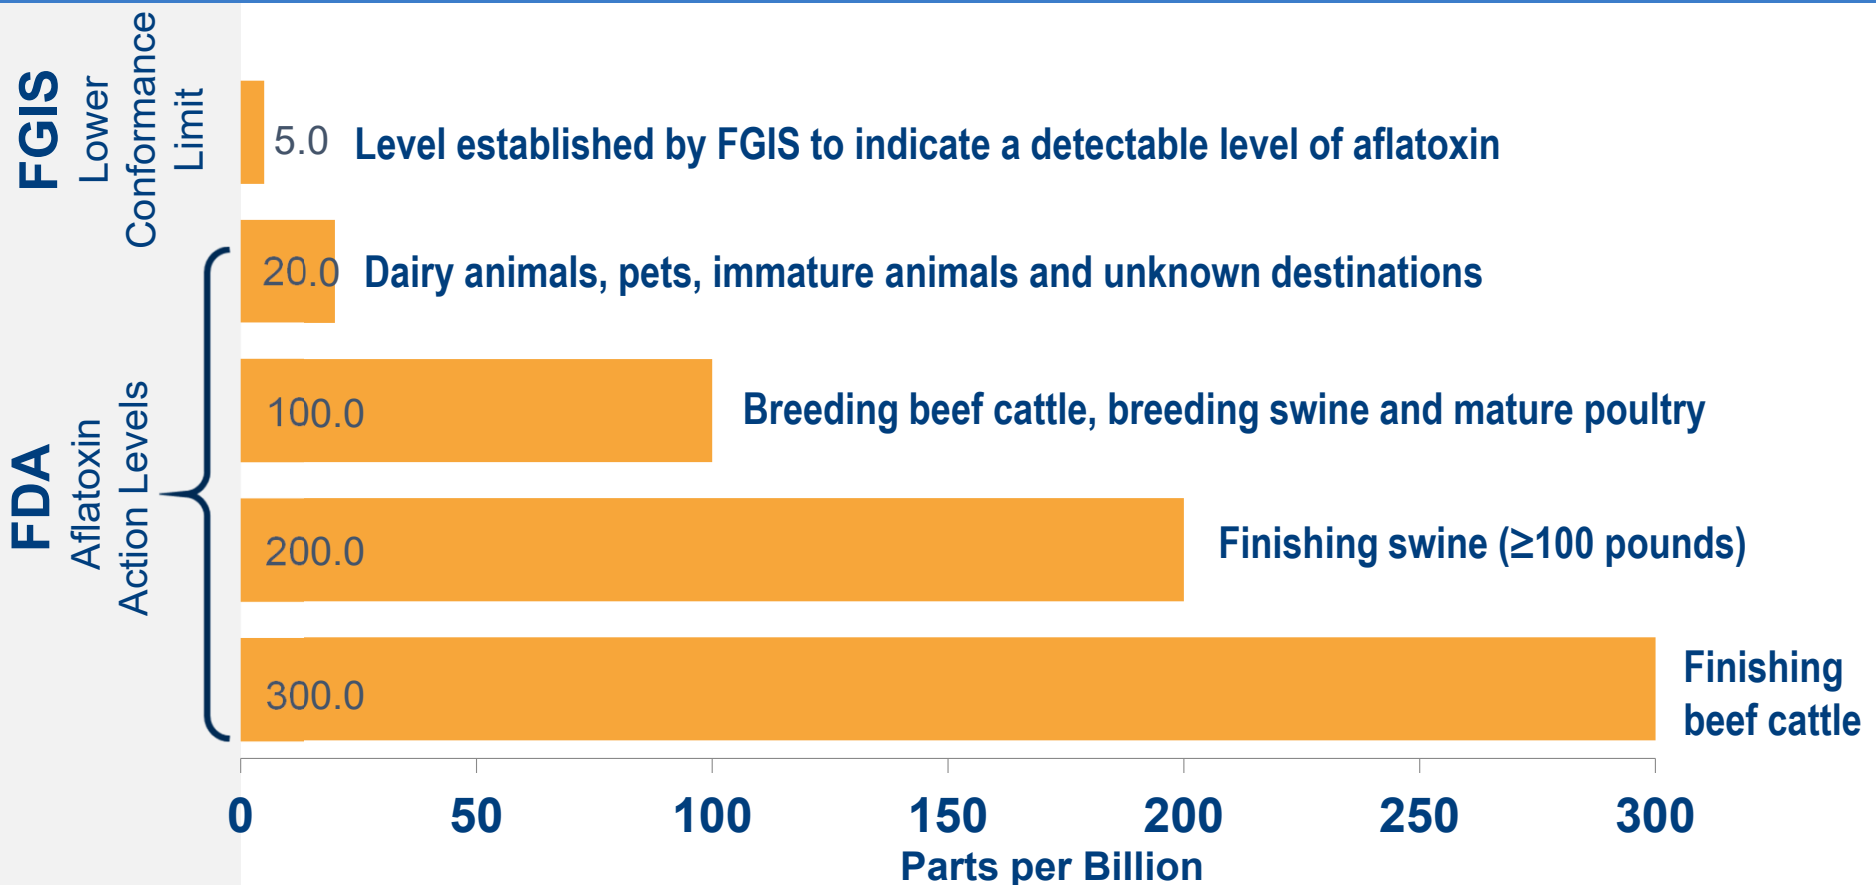 FGIS
Lower
Conformance
Limit
5.0 Level established by FGIS to indicate a detectable level of aflatoxin
FDA
Aflatoxin
Action Levels
20.0 Dairy animals, pets, immature animals and unknown destinations
100.0 Breeding beef cattle, breeding swine and mature poultry
200.0 Finishing swine (≥100 pounds)
300.0 Finishing
beef cattle
0 50 100 150 200 250 300
Parts per Billion